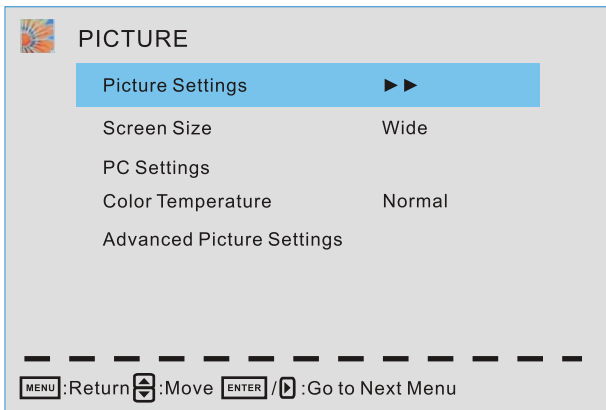 PICTURE
Picture Settings ►►
Screen Size Wide
PC Settings
Color Temperature Normal
Advanced Picture Settings
MENU :Return :Move ENTER / :Go to Next Menu